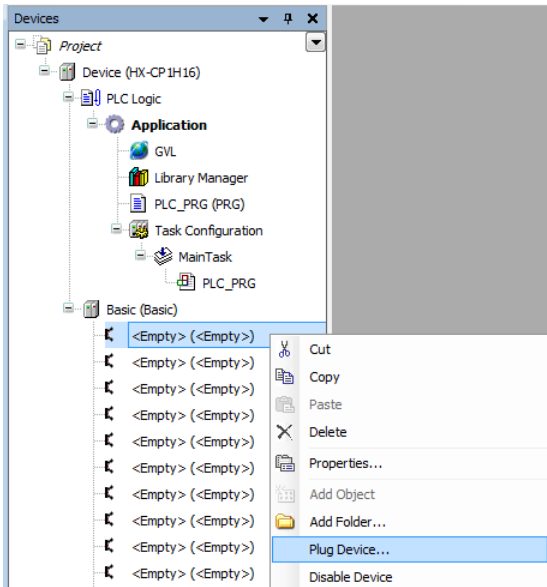 Devices
Project
Device (HX-CP1H16)
PLC Logic
Application
GVL
Library Manager
PLC_PRG (PRG)
Task Configuration
MainTask
PLC_PRG
Basic (Basic)
<Empty> (<Empty>)
<Empty> (<Empty>)
<Empty> (<Empty>)
<Empty> (<Empty>)
<Empty> (<Empty>)
<Empty> (<Empty>)
<Empty> (<Empty>)
<Empty> (<Empty>)
<Empty> (<Empty>)
<Empty> (<Empty>)
Cut
Copy
Paste
Delete
Properties...
Add Object
Add Folder...
Plug Device...
Disable Device